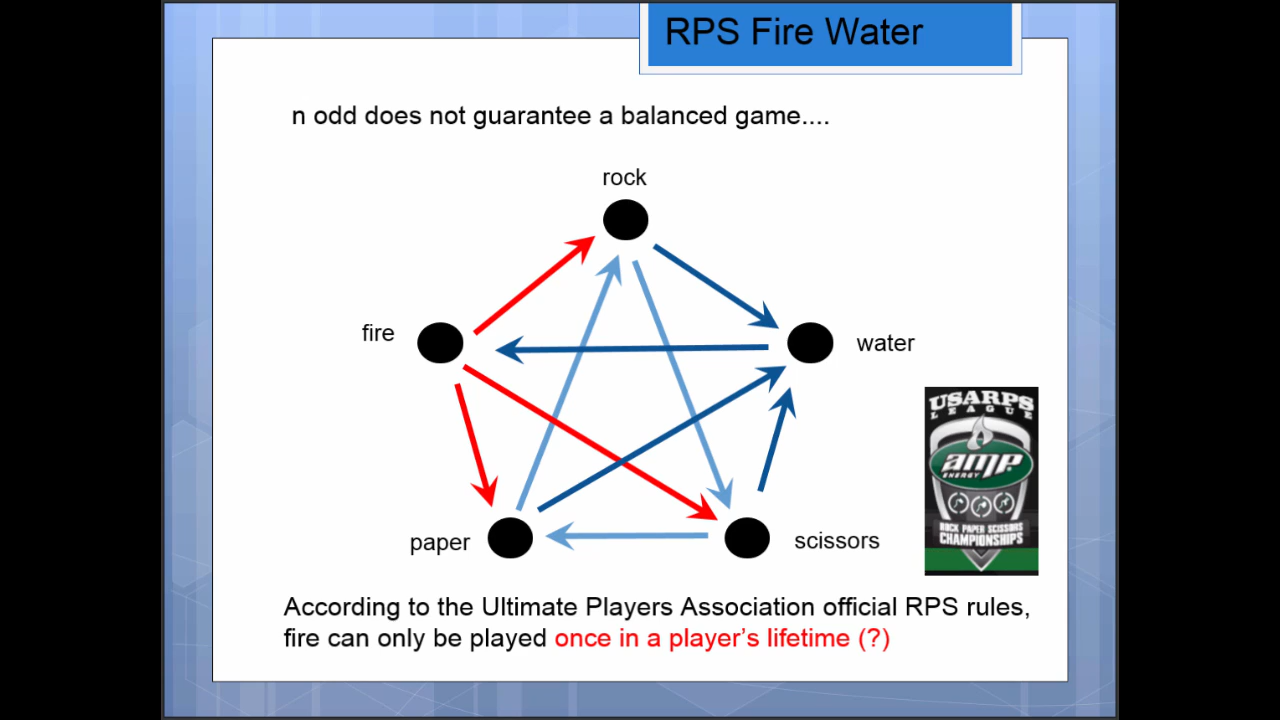 RPS Fire Water
n odd does not guarantee a balanced game....
rock
fire
water
paper
scissors
USARPS
LEAGUE
amp
ENERGY
ROCK PAPER SCISSORS
CHAMPIONSHIPS
According to the Ultimate Players Association official RPS rules,
fire can only be played once in a player’s lifetime (?)